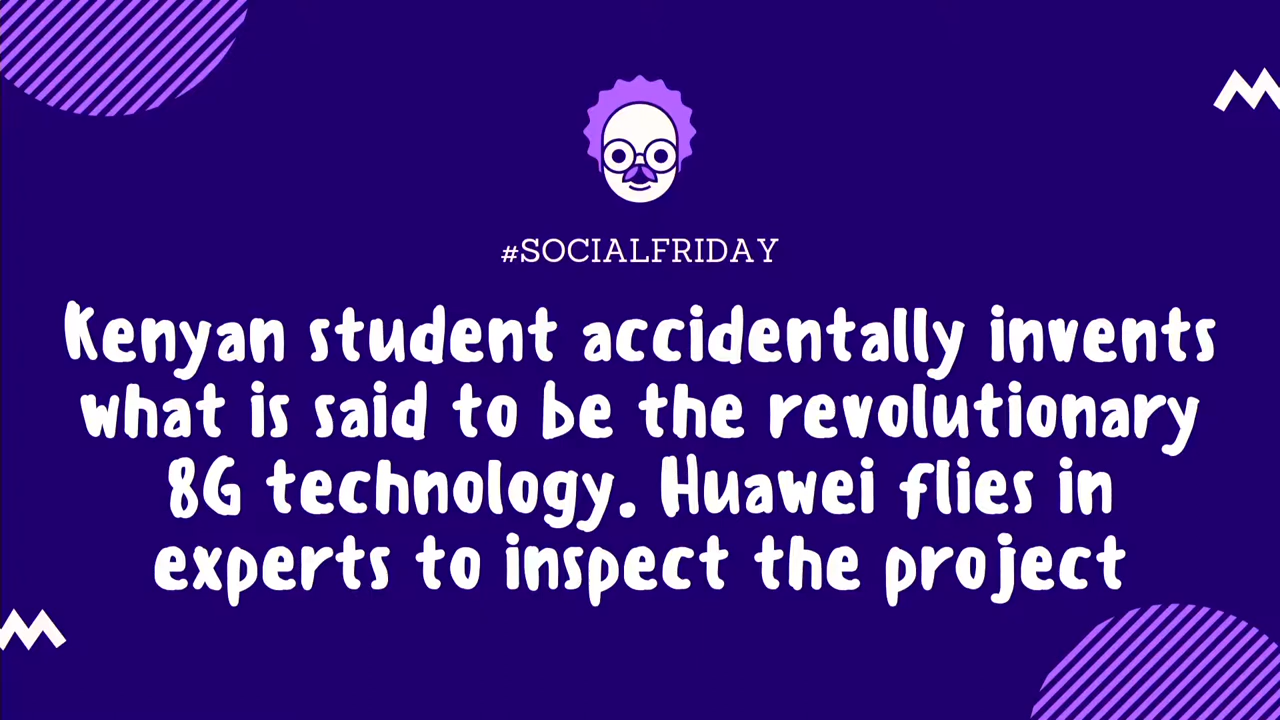 #SOCIALFRIDAY
Kenyan student accidentally invents
what is said to be the revolutionary
8G technology. Huawei flies in
experts to inspect the project